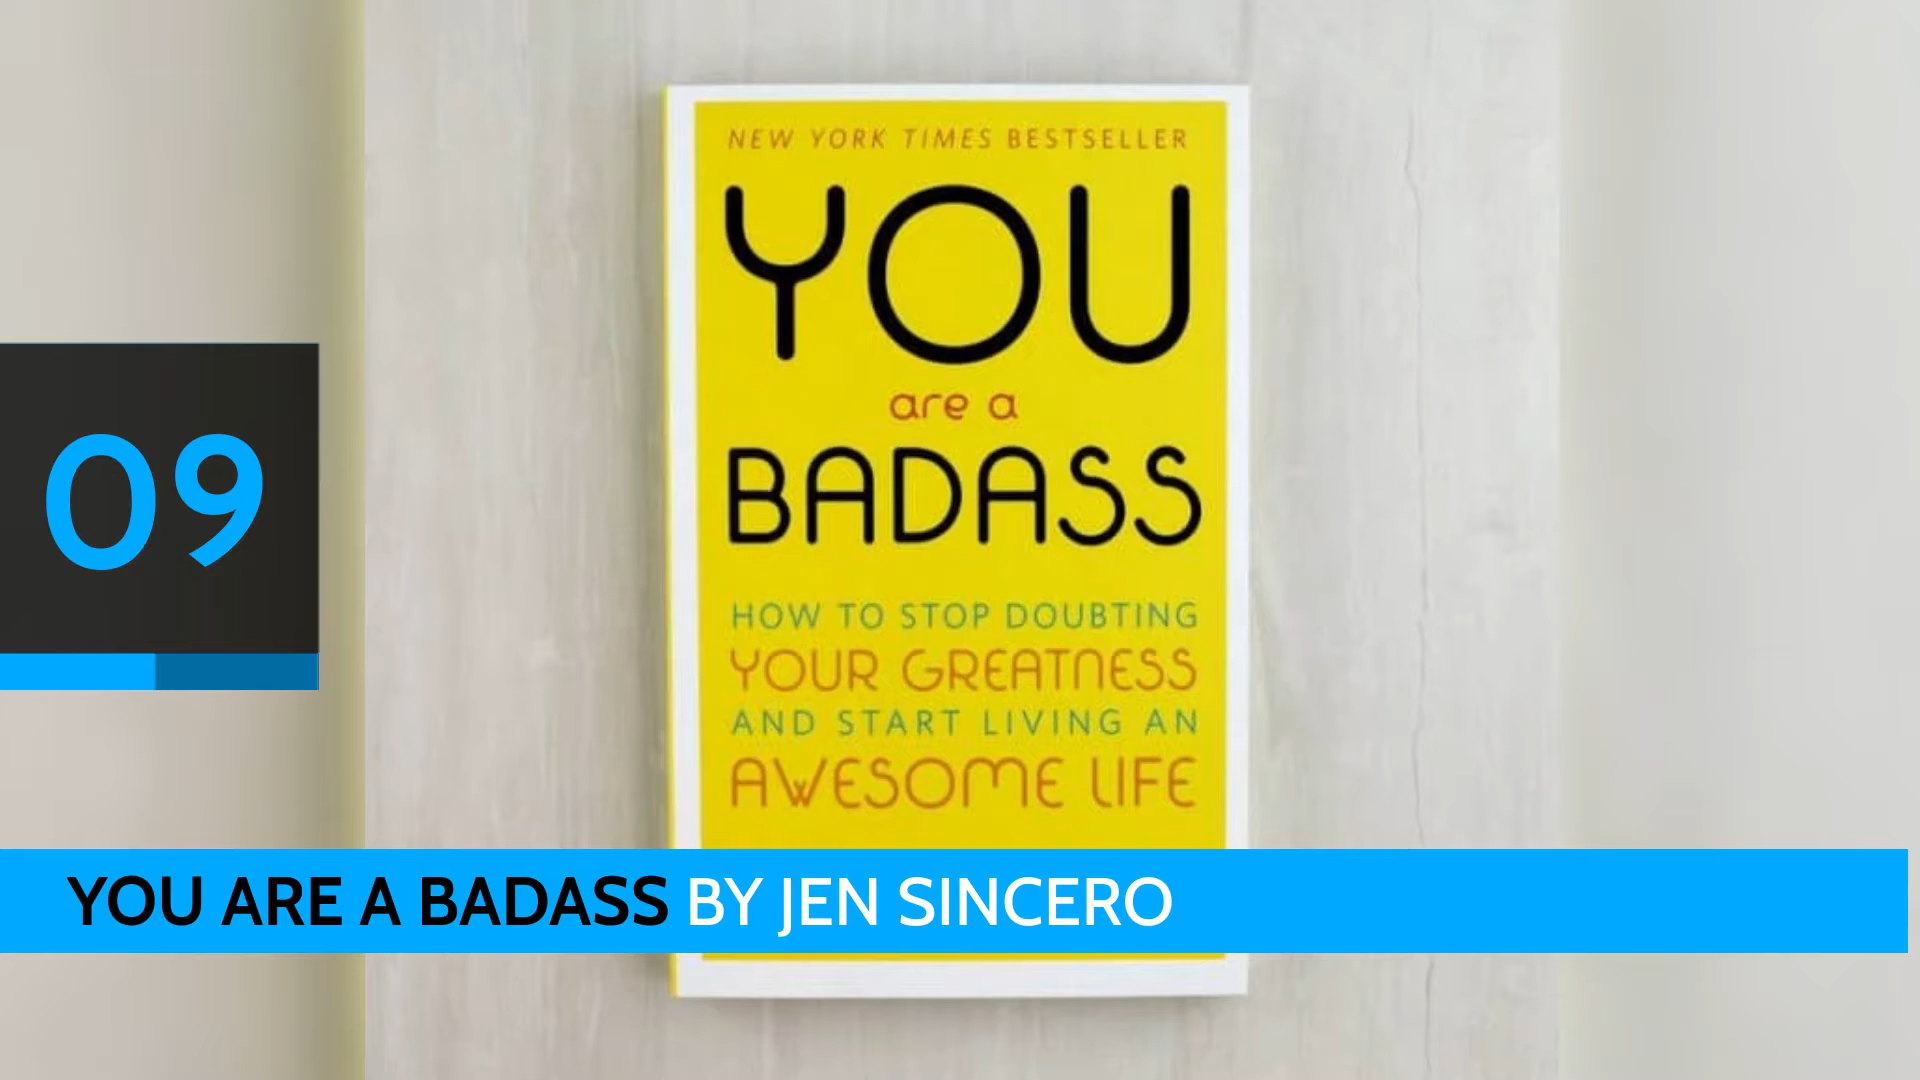 NEW YORK TIMES BESTSELLER
YOU
are a
BADASS
HOW TO STOP DOUBTING
YOUR GREATNESS
AND START LIVING AN
AWESOME LIFE
09
YOU ARE A BADASS BY JEN SINCERO